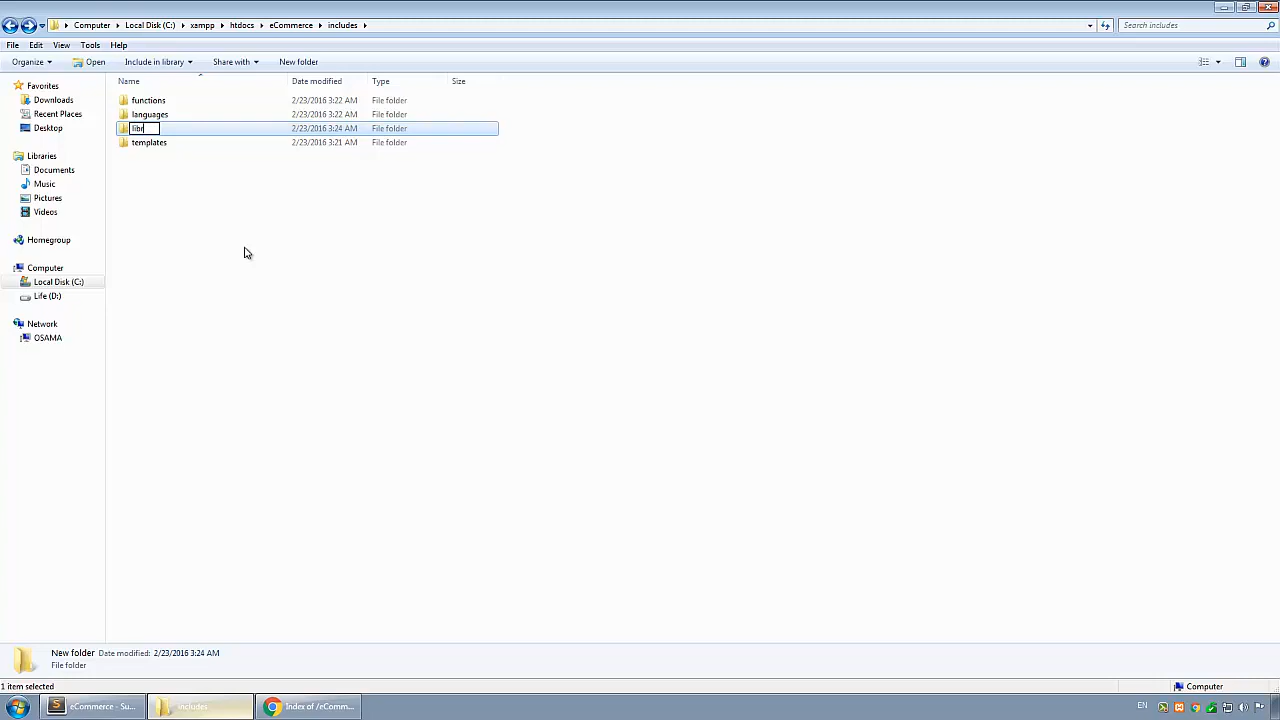 Computer Local Disk (C:) xampp htdocs eCommerce includes Search includes
File Edit View Tools Help
Organize Open Include in library Share with New folder
Name Date modified Type Size
Favorites
Downloads
Recent Places
Desktop
Libraries
Documents
Music
Pictures
Videos
Homegroup
Computer
Local Disk (C:)
Life (D:)
Network
OSAMA
functions 2/23/2016 3:22 AM File folder
languages 2/23/2016 3:22 AM File folder
libr 2/23/2016 3:24 AM File folder
templates 2/23/2016 3:21 AM File folder
New folder Date modified: 2/23/2016 3:24 AM
File folder
1 item selected Computer
eCommerce - Su... includes Index of /eComm... EN